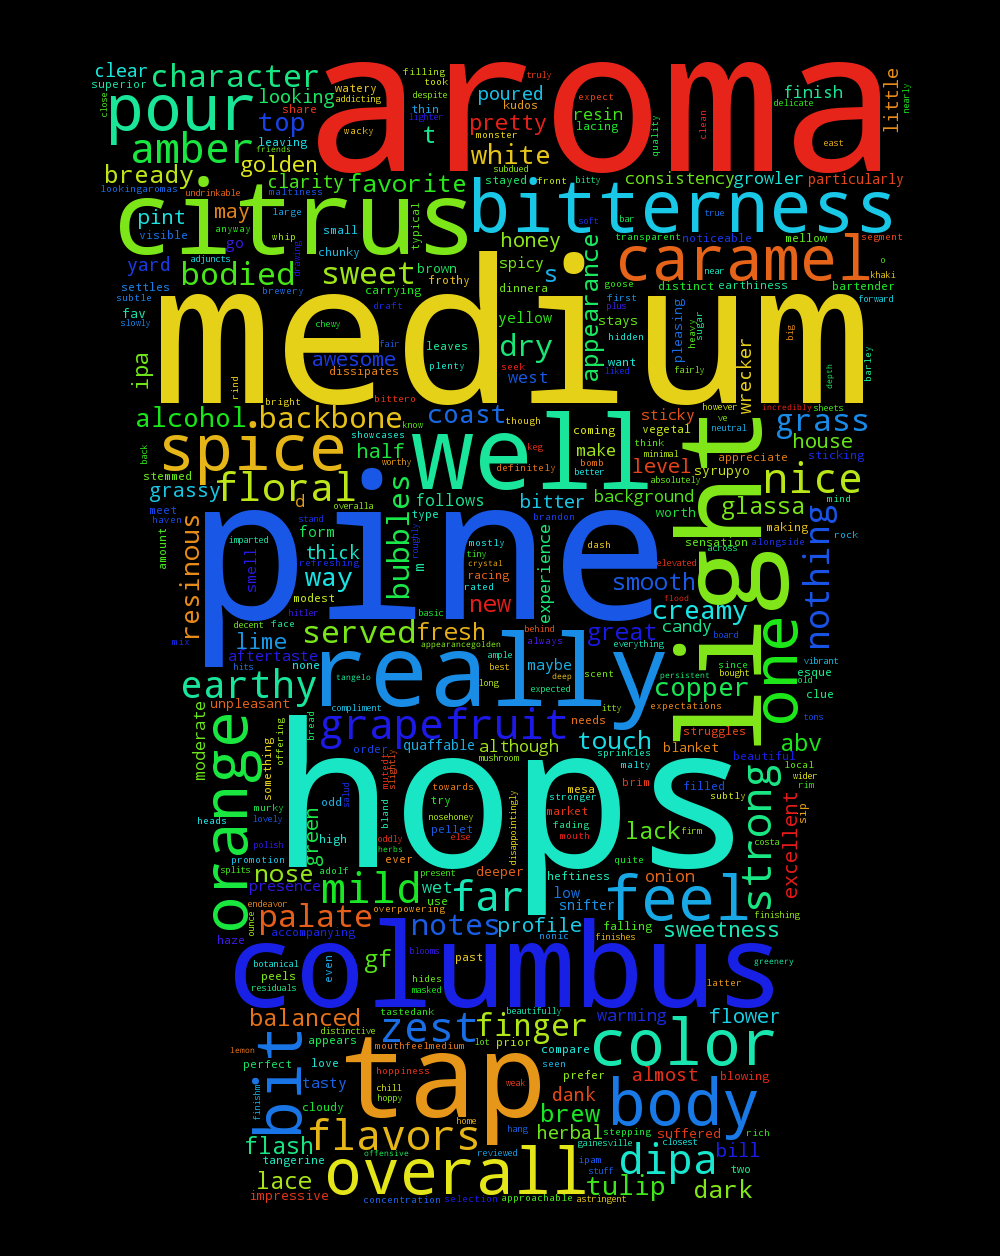 aroma
clear
superior
character
filling
took
truly
close
pour
looking
watery
addicting
despite
poured
kudos
expect
finish
delicate
little
nearly
share
top
wacky
thin
lighter
t
pretty
resin
lacing
monster
quality
clean
east
amber
leaving
friends
white
subdued
bready
golden
clarity
favorite
stayed
front
bitty
consistency
growler
particularly
lookingaromas
undrinkable
maltiness
citrus
bitterness
typical
pint
may
large
visible
anyway
go
whip
small
chunky
honey
soft
bar
true
transparent
noticeable
mellow
segment
yard
adjuncts
drawing
spicy
s
appearance
caramel
near
o
khaki
settles
bodied
sweet
brown
frothy
dinnera
goose
distinct
earthiness
bartender
subtle
brewery
carrying
first
forward
fav
draft
plus
medium
slowly
chewy
yellow
stays
pleasing
heavy
sugar
big
ipa
fair
leaves
dry
hidden
want
awesome
dissipates
plenty
seek
west
liked
fairly
wrecker
depth
barley
rind
bright
bittero
alcohol
backbone
know
coast
though
sticky
however
ve
incredibly
sheets
neutral
grass
spice
showcases
half
well
coming
make
vegetal
think
minimal
house
back
worthy
keg
definitely
bomb
better
level
absolutely
appreciate
sticking
stemmed
grassy
floral
d
overalla
follows
bitter
background
syrupyo
light
nice
mind
meet
haven
stand
bubbles
type
brandon
worth
glassa
making
rock
amount
resinous
form
roughly
m
mostly
tiny
crystal
dash
experience
sensation
alongside
across
nothing
imparted
thick
refreshing
smell
way
racing
rated
pine
smooth
elevated
modest
hitler
basic
new
creamy
flood
decent
face
served
fresh
behind
always
great
candy
board
mix
lime
appearancegolden
everything
one
hits
aftertaste
none
really
ample
best
long
maybe
deep
expected
scent
since
bought
vibrant
esque
persistent
old
earthy
tangelo
copper
clue
unpleasant
compliment
itty
expectations
tons
moderate
orange
bread
grapefruit
needs
struggles
offering
something
order
muted
slightly
quaffable
although
mushroom
touch
blanket
abv
beautiful
sprinkles
malty
local
wider
rim
hops
odd
salud
towards
try
mesa
stronger
brim
filled
subtly
murky
lovely
heads
green
bland
nosehoney
pellet
disappointingly
market
fading
mouth
lack
firm
strong
excellent
sip
polish
high
oddly
herbs
else
costa
promotion
splits
adolf
ever
present
deeper
heftiness
quite
nose
presence
mild
wet
use
far
low
snifter
onion
feel
endeavor
ounce
palate
overpowering
finishing
haze
accompanying
notes
profile
nonic
falling
finishes
sweetness
botanical
peels
residuals
even
gf
blooms
past
hides
masked
columbus
latter
greenery
balanced
distinctive
tastedank
zest
finger
beautifully
warming
flower
appears
lot
prior
compare
color
lemon
perfect
love
mouthfeelmedium
seen
bit
tasty
hoppiness
chill
hoppy
weak
tap
prefer
almost
blowing
finishm
cloudy
dank
body
brew
flavors
home
hang
herbal
stepping
suffered
rich
flash
gainesville
closest
tangerine
offensive
reviewed
ipam
dipa
bill
stuff
two
lace
overall
tulip
dark
impressive
concentration
selection
approachable
astringent